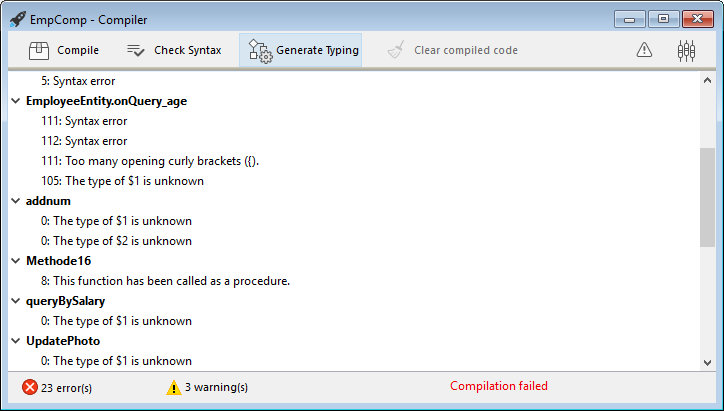 EmpComp - Compiler
Compile Check Syntax Generate Typing Clear compiled code
5: Syntax error
EmployeeEntity.onQuery_age
111: Syntax error
112: Syntax error
111: Too many opening curly brackets ({).
105: The type of $1 is unknown
addnum
0: The type of $1 is unknown
0: The type of $2 is unknown
Methode16
8: This function has been called as a procedure.
queryBySalary
0: The type of $1 is unknown
UpdatePhoto
0: The type of $1 is unknown
23 error(s) 3 warning(s) Compilation failed